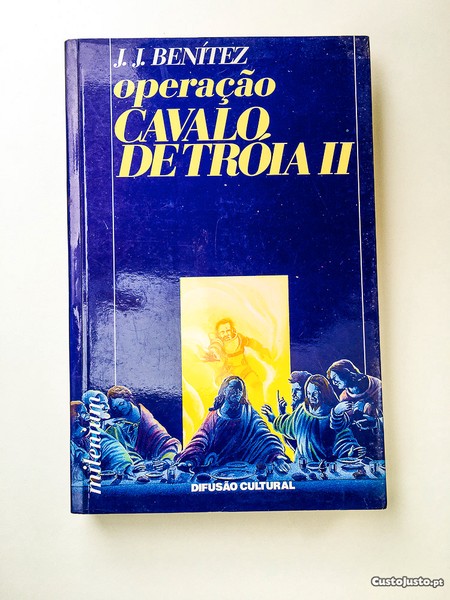 J. J. BENÍTEZ
operação
CAVALO
DE TRÓIA II
milenium
DIFUSÃO CULTURAL
CustoJusto.pt